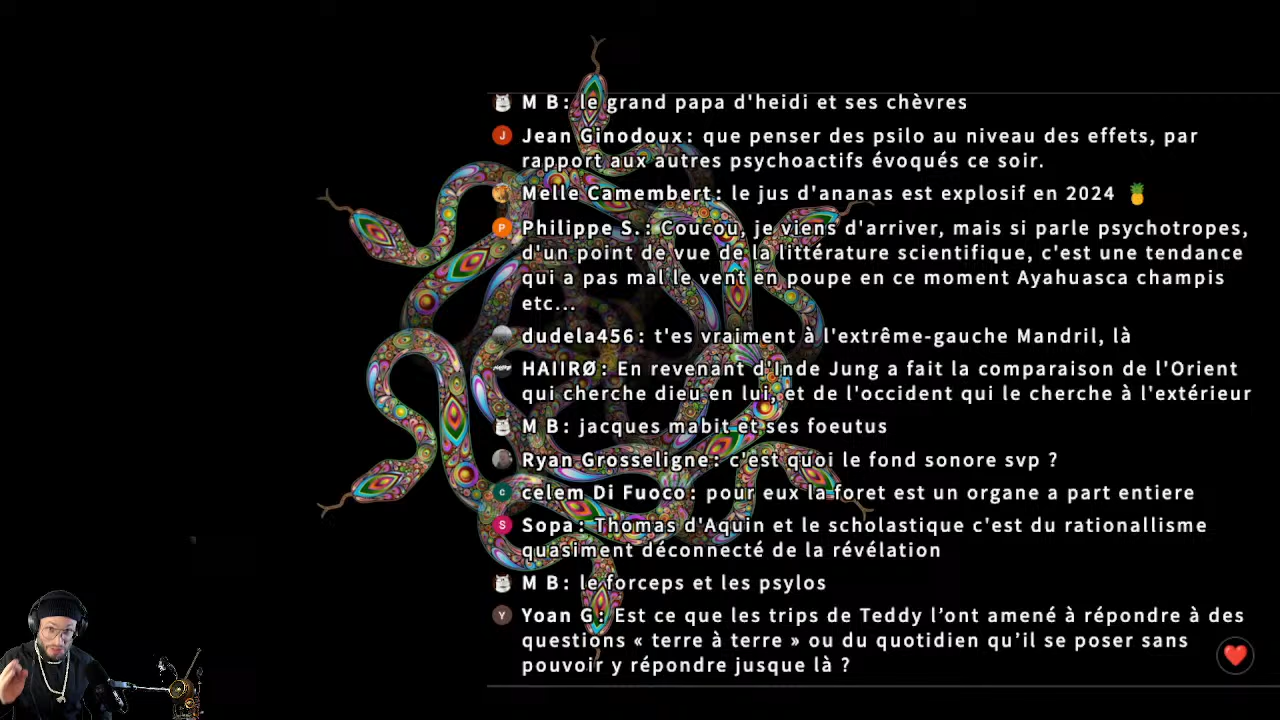 M B: le grand papa d'heidi et ses chèvres
J Jean Ginodoux: que penser des psilo au niveau des effets, par
rapport aux autres psychoactifs évoqués ce soir.
Melle Camembert: le jus d'ananas est explosif en 2024 🍍
P Philippe S.: Coucou, je viens d'arriver, mais si parle psychotropes,
d'un point de vue de la littérature scientifique, c'est une tendance
qui a pas mal le vent en poupe en ce moment Ayahuasca champis
etc...
dudela456: t'es vraiment à l'extrême-gauche Mandril, là
HAIIRØ: En revenant d'Inde Jung a fait la comparaison de l'Orient
qui cherche dieu en lui, et de l'occident qui le cherche à l'extérieur
M B: jacques mabit et ses foeutus
Ryan Grosseligne: c'est quoi le fond sonore svp ?
c celem Di Fuoco: pour eux la foret est un organe a part entiere
S Sopa: Thomas d'Aquin et le scholastique c'est du rationallisme
quasiment déconnecté de la révélation
M B: le forceps et les psylos
Y Yoan G: Est ce que les trips de Teddy l’ont amené à répondre à des
questions « terre à terre » ou du quotidien qu’il se poser sans
pouvoir y répondre jusque là ?